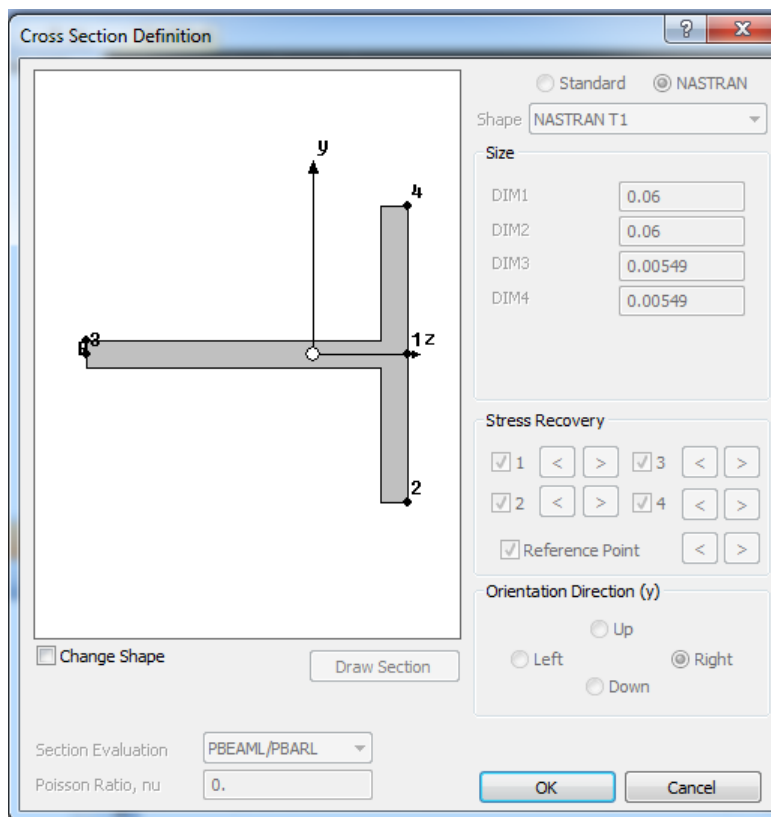 Cross Section Definition
?
X
Standard
NASTRAN
Shape
NASTRAN T1
y
4
3
1
z
2
Size
DIM1
0.06
DIM2
0.06
DIM3
0.00549
DIM4
0.00549
Stress Recovery
1 < > 3 < >
2 < > 4 < >
Reference Point < >
Orientation Direction (y)
Up
Left
Right
Down
Change Shape
Draw Section
Section Evaluation
PBEAML/PBARL
Poisson Ratio, nu
0.
OK
Cancel